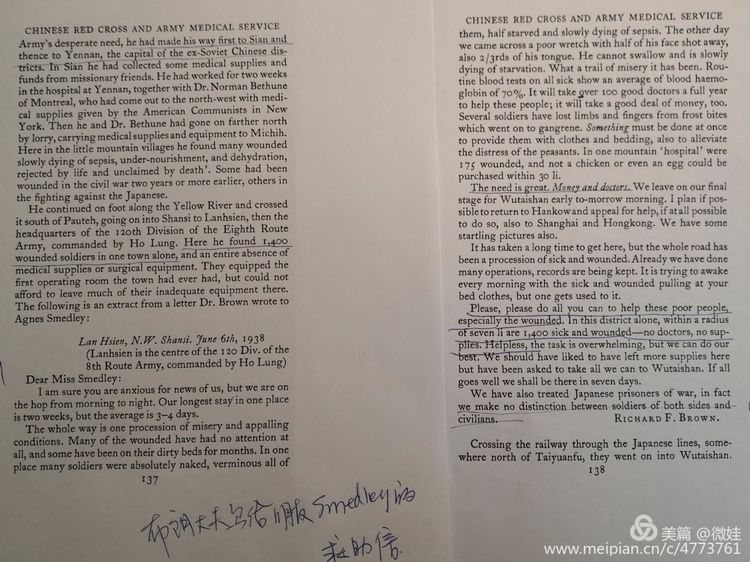 CHINESE RED CROSS AND ARMY MEDICAL SERVICE
Army's desperate need, he had made his way first to Sian and
thence to Yennan, the capital of the ex-Soviet Chinese dis-
tricts. In Sian he had collected some medical supplies and
funds from missionary friends. He had worked for two weeks
in the hospital at Yennan, together with Dr. Norman Bethune
of Montreal, who had come out to the north-west with medi-
cal supplies given by the American Communists in New
York. Then he and Dr. Bethune had gone on farther north
by lorry, carrying medical supplies and equipment to Michih.
Here in the little mountain villages he found many wounded
slowly dying of sepsis, under-nourishment, and dehydration,
rejected by life and unclaimed by death'. Some had been
wounded in the civil war two years or more earlier, others in
the fighting against the Japanese.
He continued on foot along the Yellow River and crossed
it south of Pauteh, going on into Shansi to Lanhsien, then the
headquarters of the 120th Division of the Eighth Route
Army, commanded by Ho Lung. Here he found 1,400
wounded soldiers in one town alone, and an entire absence of
medical supplies or surgical equipment. They equipped the
first operating room the town had ever had, but could not
afford to leave much of their inadequate equipment there.
The following is an extract from a letter Dr. Brown wrote to
Agnes Smedley:
Lan Hsien, N.W. Shansi. June 6th, 1938
(Lanhsien is the centre of the 120 Div. of the
8th Route Army, commanded by Ho Lung)
Dear Miss Smedley:
I am sure you are anxious for news of us, but we are on
the hop from morning to night. Our longest stay in one place
is two weeks, but the average is 3–4 days.
The whole way is one procession of misery and appalling
conditions. Many of the wounded have had no attention at
all, and some have been on their dirty beds for months. In one
place many soldiers were absolutely naked, verminous all of
137
布朗大夫写给 Smedley的
求助信
CHINESE RED CROSS AND ARMY MEDICAL SERVICE
them, half starved and slowly dying of sepsis. The other day
we came across a poor wretch with half of his face shot away,
also 2/3rds of his tongue. He cannot swallow and is slowly
dying of starvation. What a trail of misery it has been. Rou-
tine blood tests on all sick show an average of blood haemo-
globin of 70%. It will take over 100 good doctors a full year
to help these people; it will take a good deal of money, too.
Several soldiers have lost limbs and fingers from frost bites
which went on to gangrene. Something must be done at once
to provide them with clothes and bedding, also to alleviate
the distress of the peasants. In one mountain 'hospital' were
175 wounded, and not a chicken or even an egg could be
purchased within 30 li.
The need is great. Money and doctors. We leave on our final
stage for Wutaishan early to-morrow morning. I plan if pos-
sible to return to Hankow and appeal for help, if at all possible
to do so, also to Shanghai and Hongkong. We have some
startling pictures also.
It has taken a long time to get here, but the whole road has
been a procession of sick and wounded. Already we have done
many operations, records are being kept. It is trying to awake
every morning with the sick and wounded pulling at your
bed clothes, but one gets used to it.
Please, please do all you can to help these poor people,
especially the wounded. In this district alone, within a radius
of seven li are 1,400 sick and wounded—no doctors, no sup-
plies. Helpless, the task is overwhelming, but we can do our
best. We should have liked to have left more supplies here
but have been asked to take all we can to Wutaishan. If all
goes well we shall be there in seven days.
We have also treated Japanese prisoners of war, in fact
we make no distinction between soldiers of both sides and
civilians. RICHARD F. BROWN.
Crossing the railway through the Japanese lines, some-
where north of Taiyuanfu, they went on into Wutaishan.
138
美篇 @微娃
www.meipian.cn/c/4773761